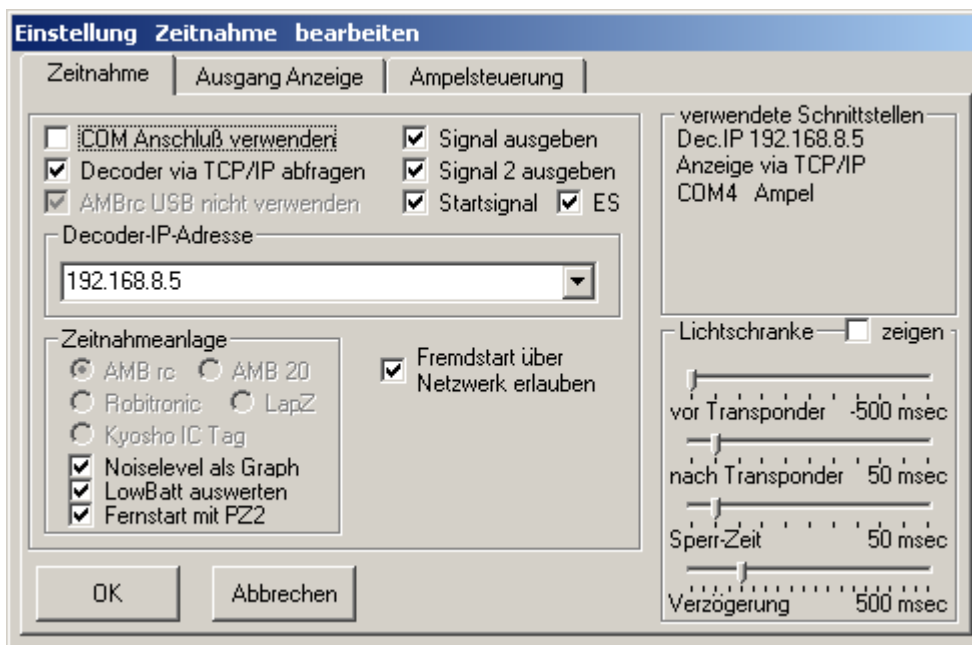 Einstellung Zeitnahme bearbeiten
Zeitnahme
Ausgang Anzeige
Ampelsteuerung
COM Anschluß verwenden
Decoder via TCP/IP abfragen
AMBrc USB nicht verwenden
Signal ausgeben
Signal 2 ausgeben
Startsignal
ES
Decoder-IP-Adresse
192.168.8.5
Zeitnahmeanlage
AMB rc
AMB 20
Robitronic
LapZ
Kyosho IC Tag
Noiselevel als Graph
LowBatt auswerten
Fernstart mit PZ2
Fremdstart über
Netzwerk erlauben
OK
Abbrechen
verwendete Schnittstellen
Dec.IP 192.168.8.5
Anzeige via TCP/IP
COM4 Ampel
Lichtschranke
zeigen
vor Transponder -500 msec
nach Transponder 50 msec
Sperr-Zeit 50 msec
Verzögerung 500 msec